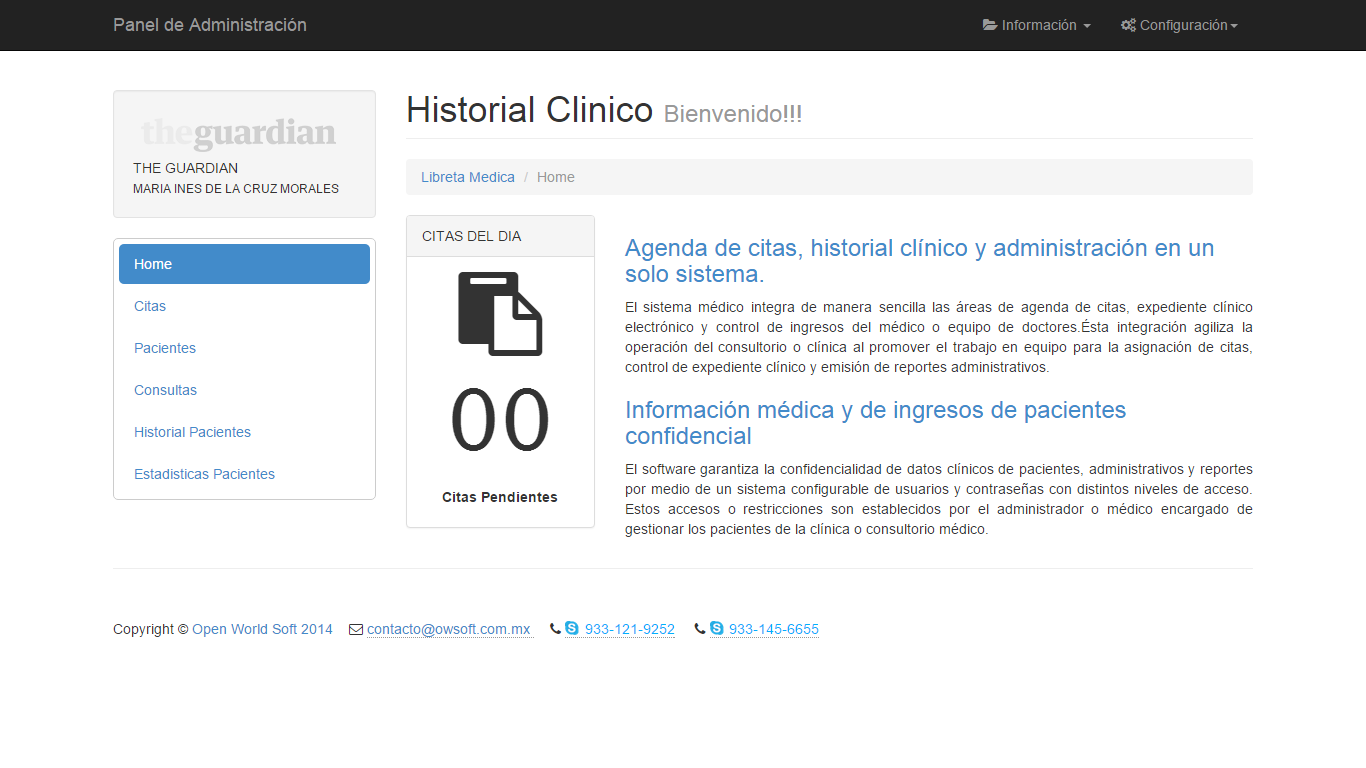 Panel de Administración
Información
Configuración
theguardian
THE GUARDIAN
MARIA INES DE LA CRUZ MORALES
Home
Citas
Pacientes
Consultas
Historial Pacientes
Estadisticas Pacientes
Historial Clinico Bienvenido!!!
Libreta Medica / Home
CITAS DEL DIA
00
Citas Pendientes
Agenda de citas, historial clínico y administración en un
solo sistema.
El sistema médico integra de manera sencilla las áreas de agenda de citas, expediente clínico
electrónico y control de ingresos del médico o equipo de doctores.Ésta integración agiliza la
operación del consultorio o clínica al promover el trabajo en equipo para la asignación de citas,
control de expediente clínico y emisión de reportes administrativos.
Información médica y de ingresos de pacientes
confidencial
El software garantiza la confidencialidad de datos clínicos de pacientes, administrativos y reportes
por medio de un sistema configurable de usuarios y contraseñas con distintos niveles de acceso.
Estos accesos o restricciones son establecidos por el administrador o médico encargado de
gestionar los pacientes de la clínica o consultorio médico.
Copyright © Open World Soft 2014 contacto@owsoft.com.mx 933-121-9252 933-145-6655